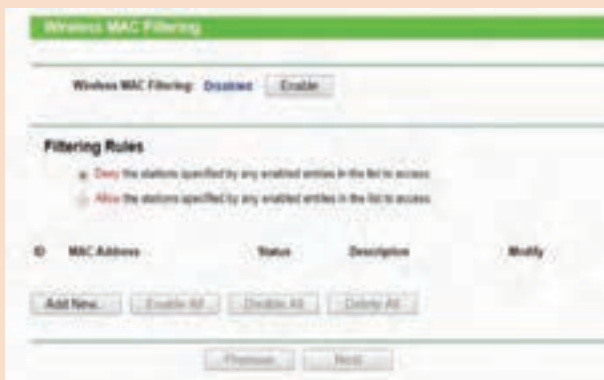 Wireless MAC Filtering
Wireless MAC Filtering: Disabled Enable
Filtering Rules
Deny the stations specified by any enabled entries in the list to access.
Allow the stations specified by any enabled entries in the list to access.
ID MAC Address Status Description Modify
Add New... Enable All Disable All Delete All
Previous Next